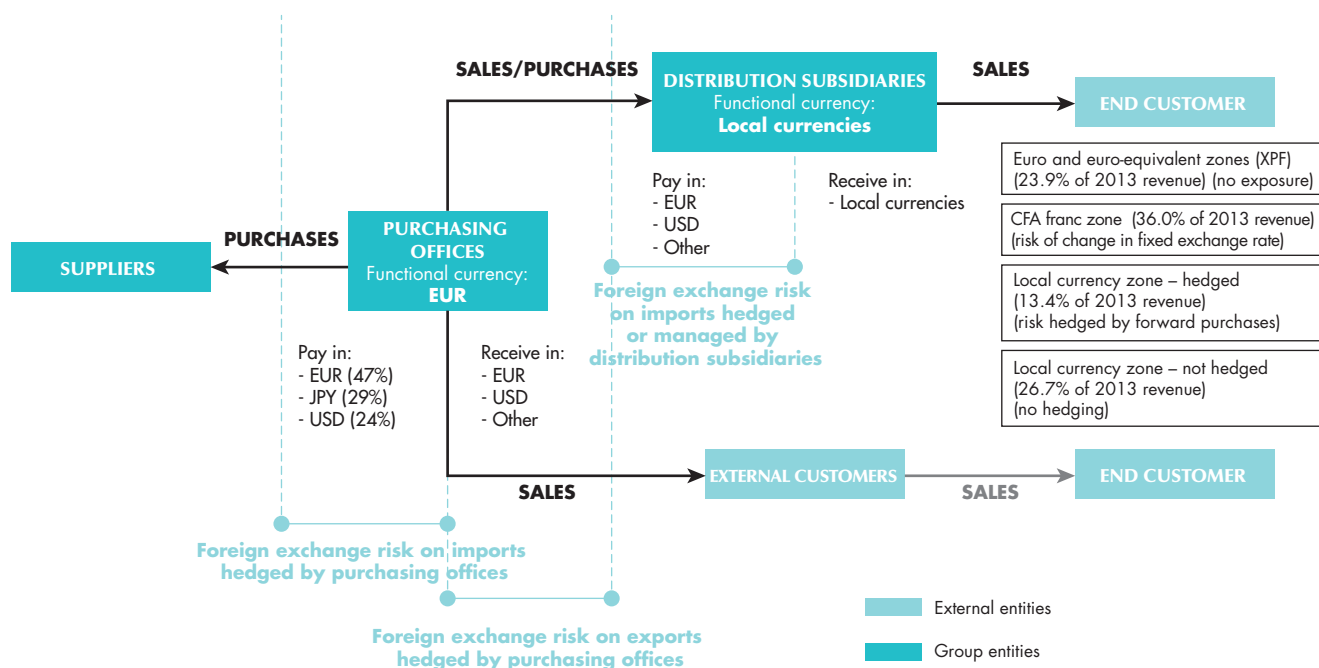 SALES/PURCHASES
DISTRIBUTION SUBSIDIARIES
Functional currency:
Local currencies
SALES
END CUSTOMER
Euro and euro-equivalent zones (XPF)
(23.9% of 2013 revenue) (no exposure)
CFA franc zone (36.0% of 2013 revenue)
(risk of change in fixed exchange rate)
Local currency zone – hedged
(13.4% of 2013 revenue)
(risk hedged by forward purchases)
Local currency zone – not hedged
(26.7% of 2013 revenue)
(no hedging)
Pay in:
- EUR
- USD
- Other
Receive in:
- Local currencies
Foreign exchange risk
on imports hedged
or managed by
distribution subsidiaries
SUPPLIERS
PURCHASES
PURCHASING
OFFICES
Functional currency:
EUR
Pay in:
- EUR (47%)
- JPY (29%)
- USD (24%)
Receive in:
- EUR
- USD
- Other
SALES
EXTERNAL CUSTOMERS
SALES
END CUSTOMER
Foreign exchange risk on imports
hedged by purchasing offices
Foreign exchange risk on exports
hedged by purchasing offices
External entities
Group entities